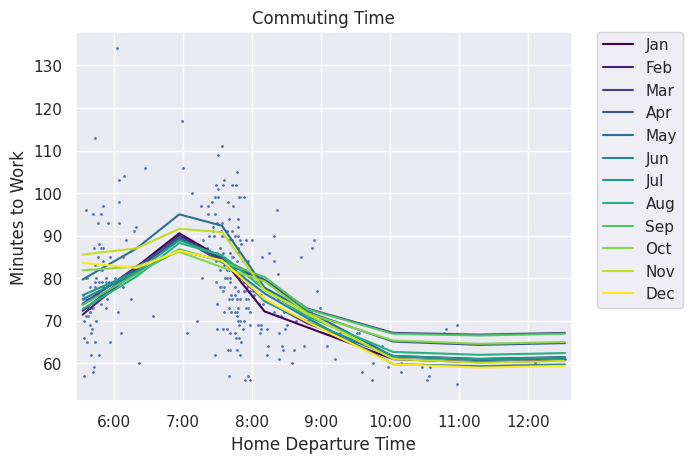 Commuting Time
Minutes to Work
130
120
110
100
90
80
70
60
6:00 7:00 8:00 9:00 10:00 11:00 12:00
Home Departure Time
Jan
Feb
Mar
Apr
May
Jun
Jul
Aug
Sep
Oct
Nov
Dec